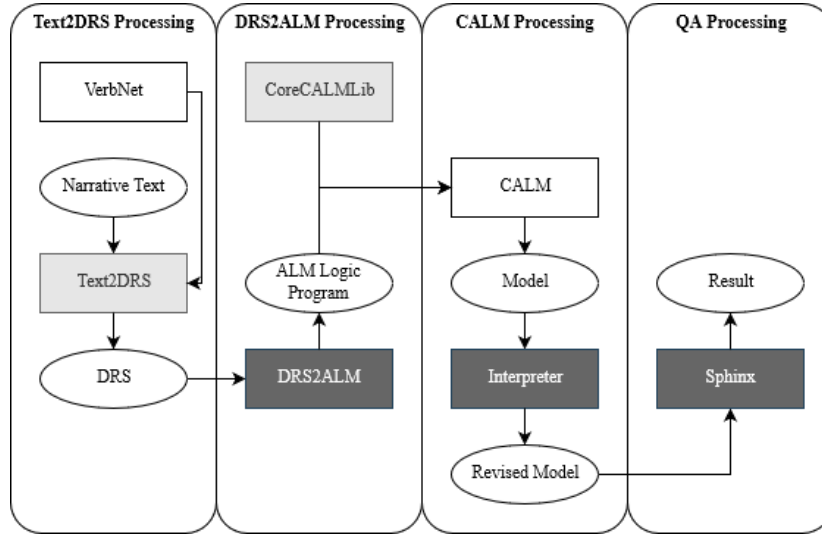 Text2DRS Processing
DRS2ALM Processing
CALM Processing
QA Processing
VerbNet
Narrative Text
Text2DRS
DRS
CoreCALMLib
ALM Logic
Program
DRS2ALM
CALM
Model
Interpreter
Revised Model
Result
Sphinx